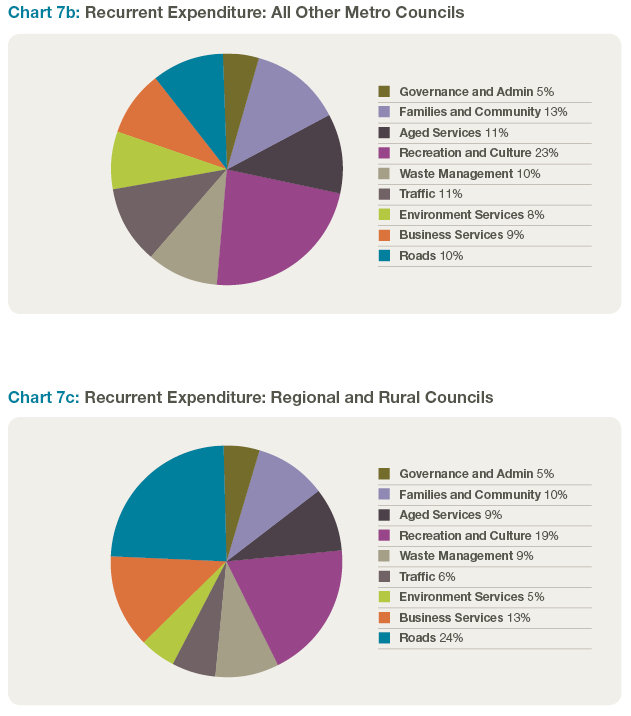 Chart 7b: Recurrent Expenditure: All Other Metro Councils
Governance and Admin 5%
Families and Community 13%
Aged Services 11%
Recreation and Culture 23%
Waste Management 10%
Traffic 11%
Environment Services 8%
Business Services 9%
Roads 10%
Chart 7c: Recurrent Expenditure: Regional and Rural Councils
Governance and Admin 5%
Families and Community 10%
Aged Services 9%
Recreation and Culture 19%
Waste Management 9%
Traffic 6%
Environment Services 5%
Business Services 13%
Roads 24%